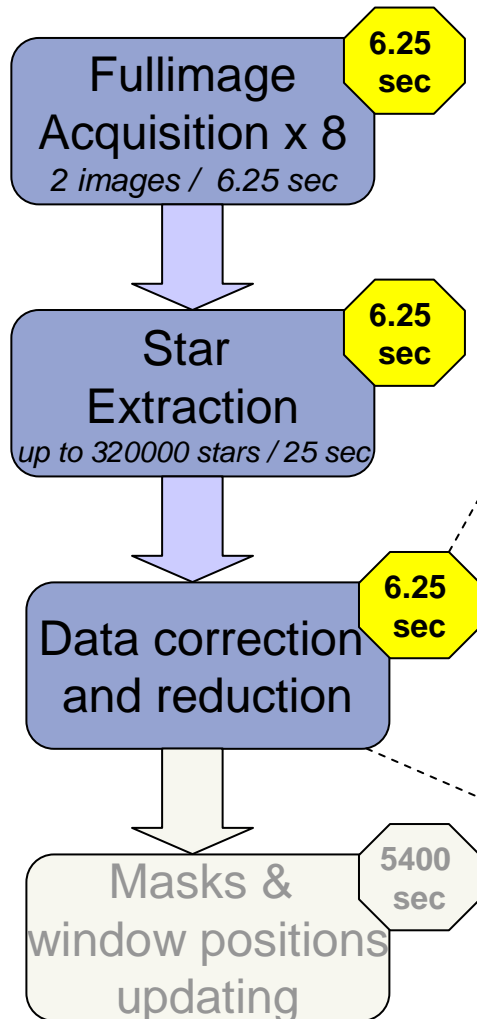 6.25
sec
Fullimage
Acquisition x 8
2 images / 6.25 sec
6.25
sec
Star
Extraction
up to 320000 stars / 25 sec
6.25
sec
Data correction
and reduction
5400
sec
Masks &
window positions
updating